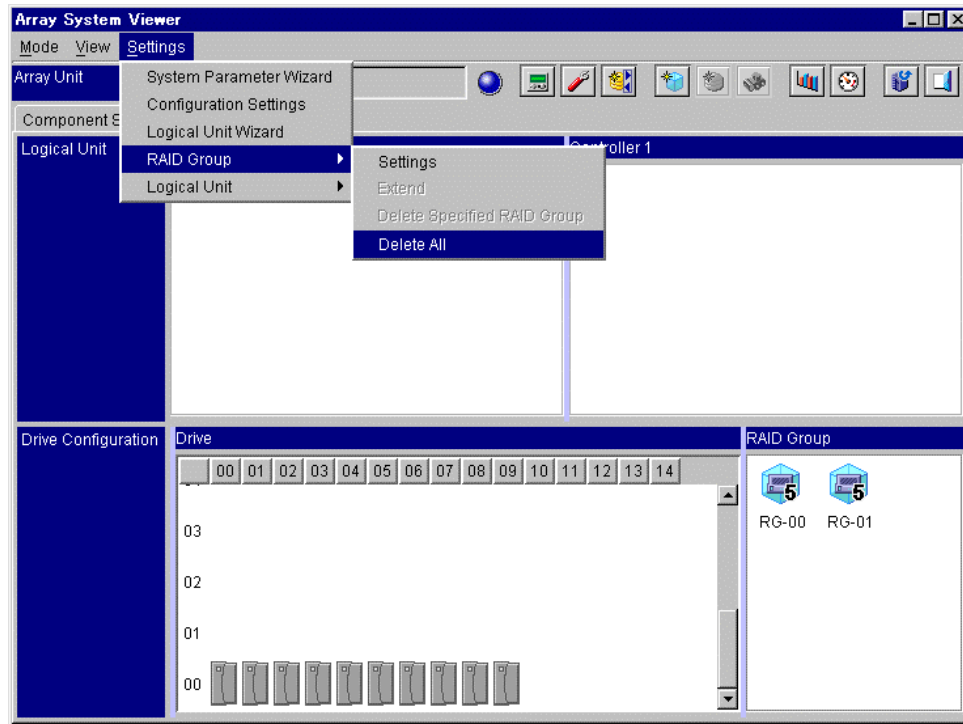 Array System Viewer
Mode View Settings
Array Unit
System Parameter Wizard
Configuration Settings
Logical Unit Wizard
RAID Group
Logical Unit
Settings
Extend
Delete Specified RAID Group
Delete All
Component S
Logical Unit
Controller 1
Drive Configuration
Drive
RAID Group
00 01 02 03 04 05 06 07 08 09 10 11 12 13 14
03
02
01
00
5 5
RG-00 RG-01